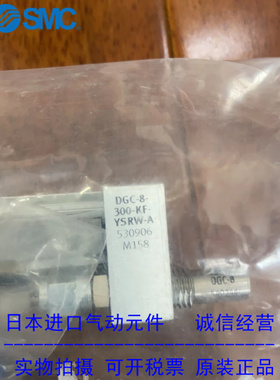 SMC
DGC-8-
300-KF-
YSRW-A
530906
M158
DGC-8
日本进口气动元件 诚信经营
实物拍摄 可开税票 原装正品